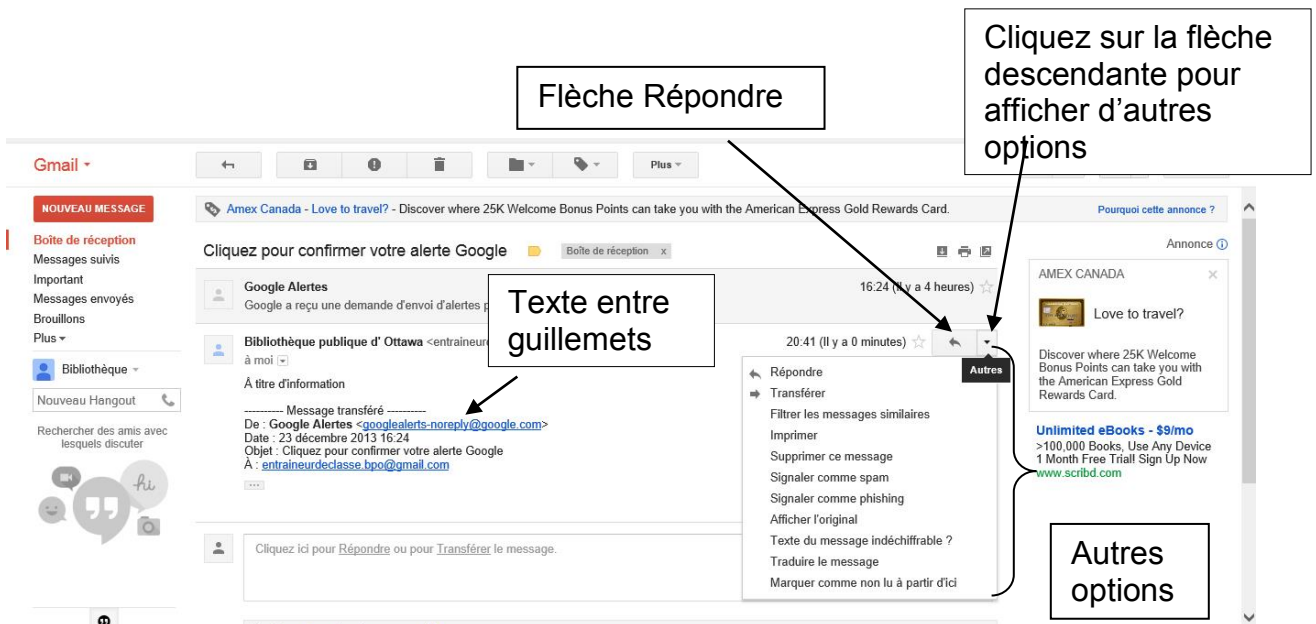 Cliquez sur la flèche
descendante pour
afficher d'autres
options
Flèche Répondre
Gmail
Plus
NOUVEAU MESSAGE
Amex Canada - Love to travel? - Discover where 25K Welcome Bonus Points can take you with the American Express Gold Rewards Card.
Pourquoi cette annonce ?
Boîte de réception
Messages suivis
Important
Messages envoyés
Brouillons
Plus
Bibliothèque
Nouveau Hangout
Rechercher des amis avec
lesquels discuter
hi
Cliquez pour confirmer votre alerte Google
Boîte de réception x
Google Alertes
16:24 (Il y a 4 heures)
Google a reçu une demande d'envoi d'alertes
Texte entre
guillemets
Bibliothèque publique d' Ottawa
20:41 (Il y a 0 minutes)
à moi
À titre d'information
---------- Message transféré ----------
De : Google Alertes <googlealerts-noreply@google.com>
Date : 23 décembre 2013 16:24
Objet : Cliquez pour confirmer votre alerte Google
À : entraineurdeclasse.bpo@gmail.com
Cliquez ici pour Répondre ou pour Transférer le message.
Autres
Répondre
Transférer
Filtrer les messages similaires
Imprimer
Supprimer ce message
Signaler comme spam
Signaler comme phishing
Afficher l'original
Texte du message indéchiffrable ?
Traduire le message
Marquer comme non lu à partir d'ici
Annonce
AMEX CANADA
Love to travel?
Discover where 25K Welcome
Bonus Points can take you with
the American Express Gold
Rewards Card.
Unlimited eBooks - $9/mo
>100,000 Books, Use Any Device
1 Month Free Trial! Sign Up Now
www.scribd.com
Autres
options